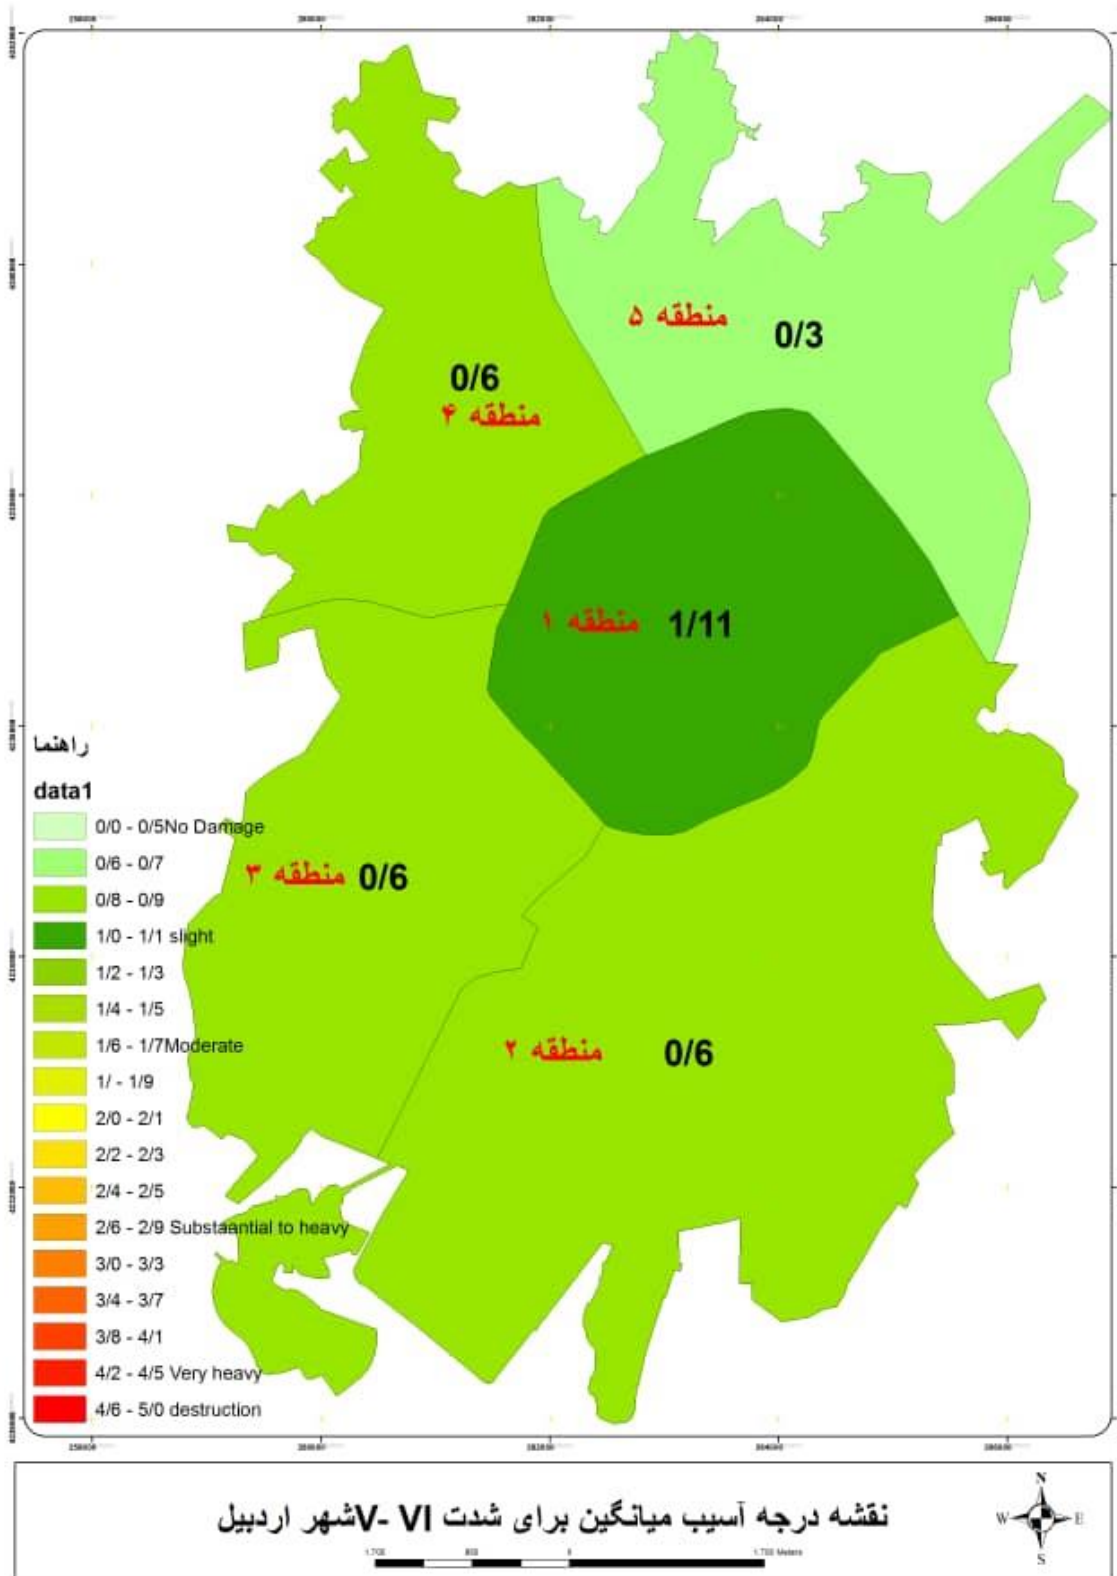 منطقه ۵
0/3
0/6
منطقه ۴
منطقه ۱
1/11
راهنما
data1
0/0 - 0/5No Damage
0/6 - 0/7
0/8 - 0/9
1/0 - 1/1 slight
1/2 - 1/3
1/4 - 1/5
1/6 - 1/7Moderate
1/ - 1/9
2/0 - 2/1
2/2 - 2/3
2/4 - 2/5
2/6 - 2/9 Substaantial to heavy
3/0 - 3/3
3/4 - 3/7
3/8 - 4/1
4/2 - 4/5 Very heavy
4/6 - 5/0 destruction
منطقه ۳
0/6
منطقه ۲
0/6
نقشه درجه آسیب میانگین برای شدت V- VIشهر اردبیل
N
W E
S